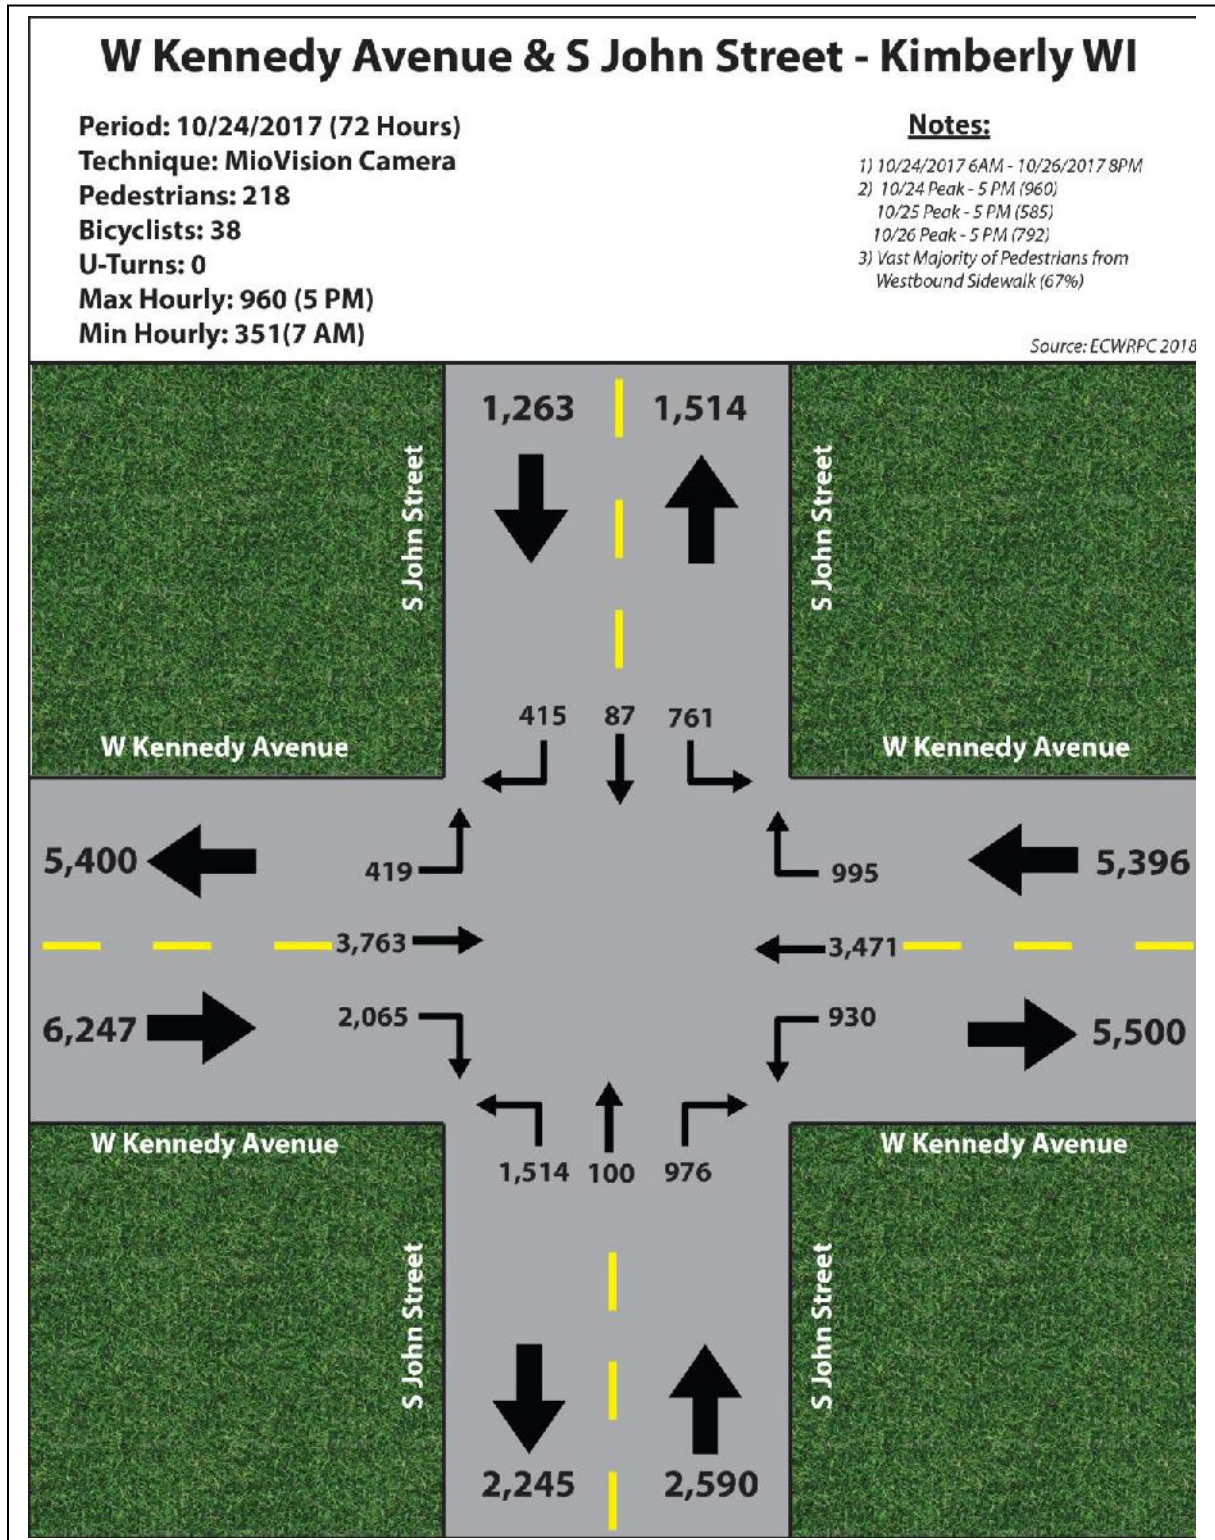 W Kennedy Avenue & S John Street - Kimberly WI
Period: 10/24/2017 (72 Hours)
Technique: MioVision Camera
Pedestrians: 218
Bicyclists: 38
U-Turns: 0
Max Hourly: 960 (5 PM)
Min Hourly: 351(7 AM)
Notes:
1) 10/24/2017 6AM - 10/26/2017 8PM
2) 10/24 Peak - 5 PM (960)
10/25 Peak - 5 PM (585)
10/26 Peak - 5 PM (792)
3) Vast Majority of Pedestrians from
Westbound Sidewalk (67%)
Source: ECWRPC 2018
1,263
1,514
S John Street
S John Street
415
87
761
W Kennedy Avenue
W Kennedy Avenue
5,400
419
995
5,396
3,763
3,471
6,247
2,065
930
5,500
W Kennedy Avenue
W Kennedy Avenue
1,514
100
976
S John Street
S John Street
2,245
2,590